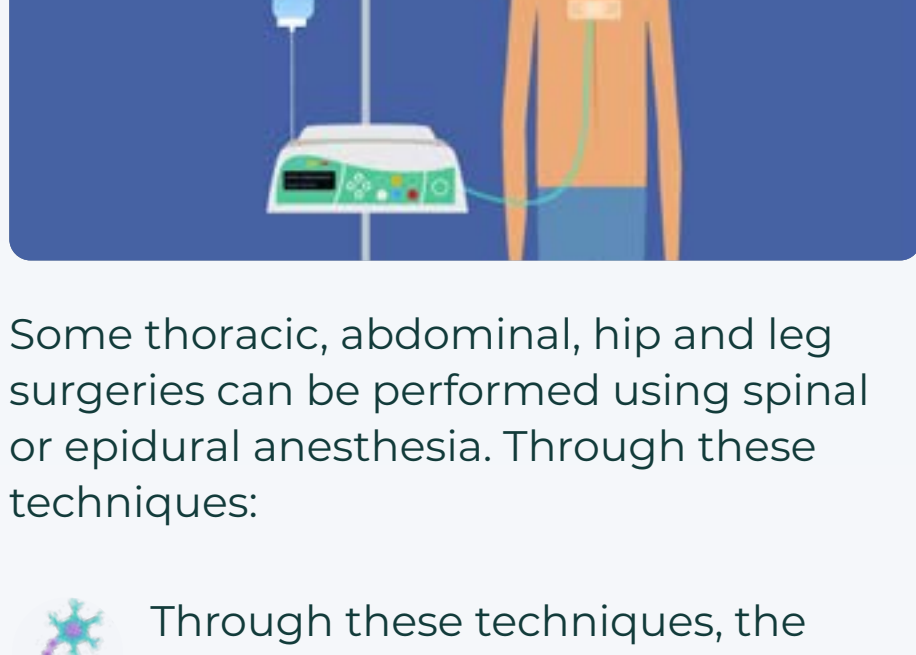 Some thoracic, abdominal, hip and leg
surgeries can be performed using spinal
or epidural anesthesia. Through these
techniques:
Through these techniques, the